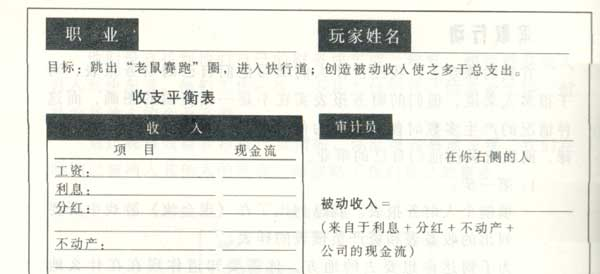 职 业
玩家姓名
目标：跳出“老鼠赛跑”圈，进入快行道；创造被动收入使之多于总支出。
收支平衡表
收 入
项 目 现金流
工资：
利息：
分红：
不动产：
审计员
在你右侧的人
被动收入＝
(来自于利息＋分红＋不动产＋
公司的现金流)